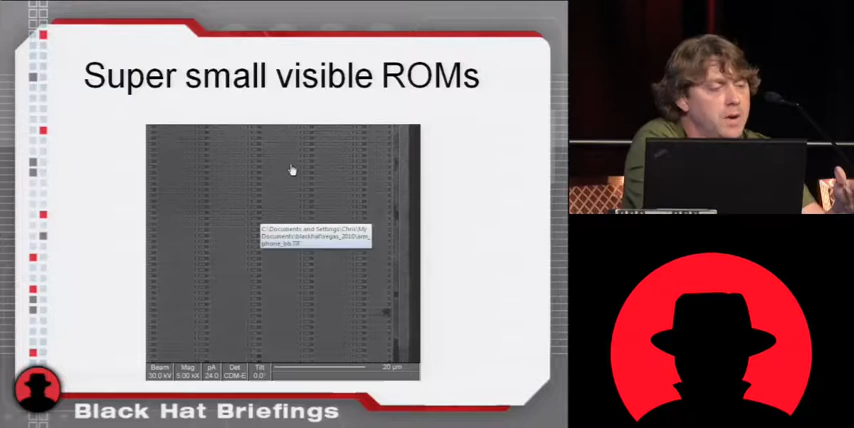 Super small visible ROMs
C:\Documents and Settings\Chris\My
Documents\blackhat\vegas_2010\arm_
phone_bb.TIF
Beam Mag pA Det Tilt 20 µm
30.0 kV 5.00 kX 24.0 CDM-E 0.0°
Black Hat Briefings